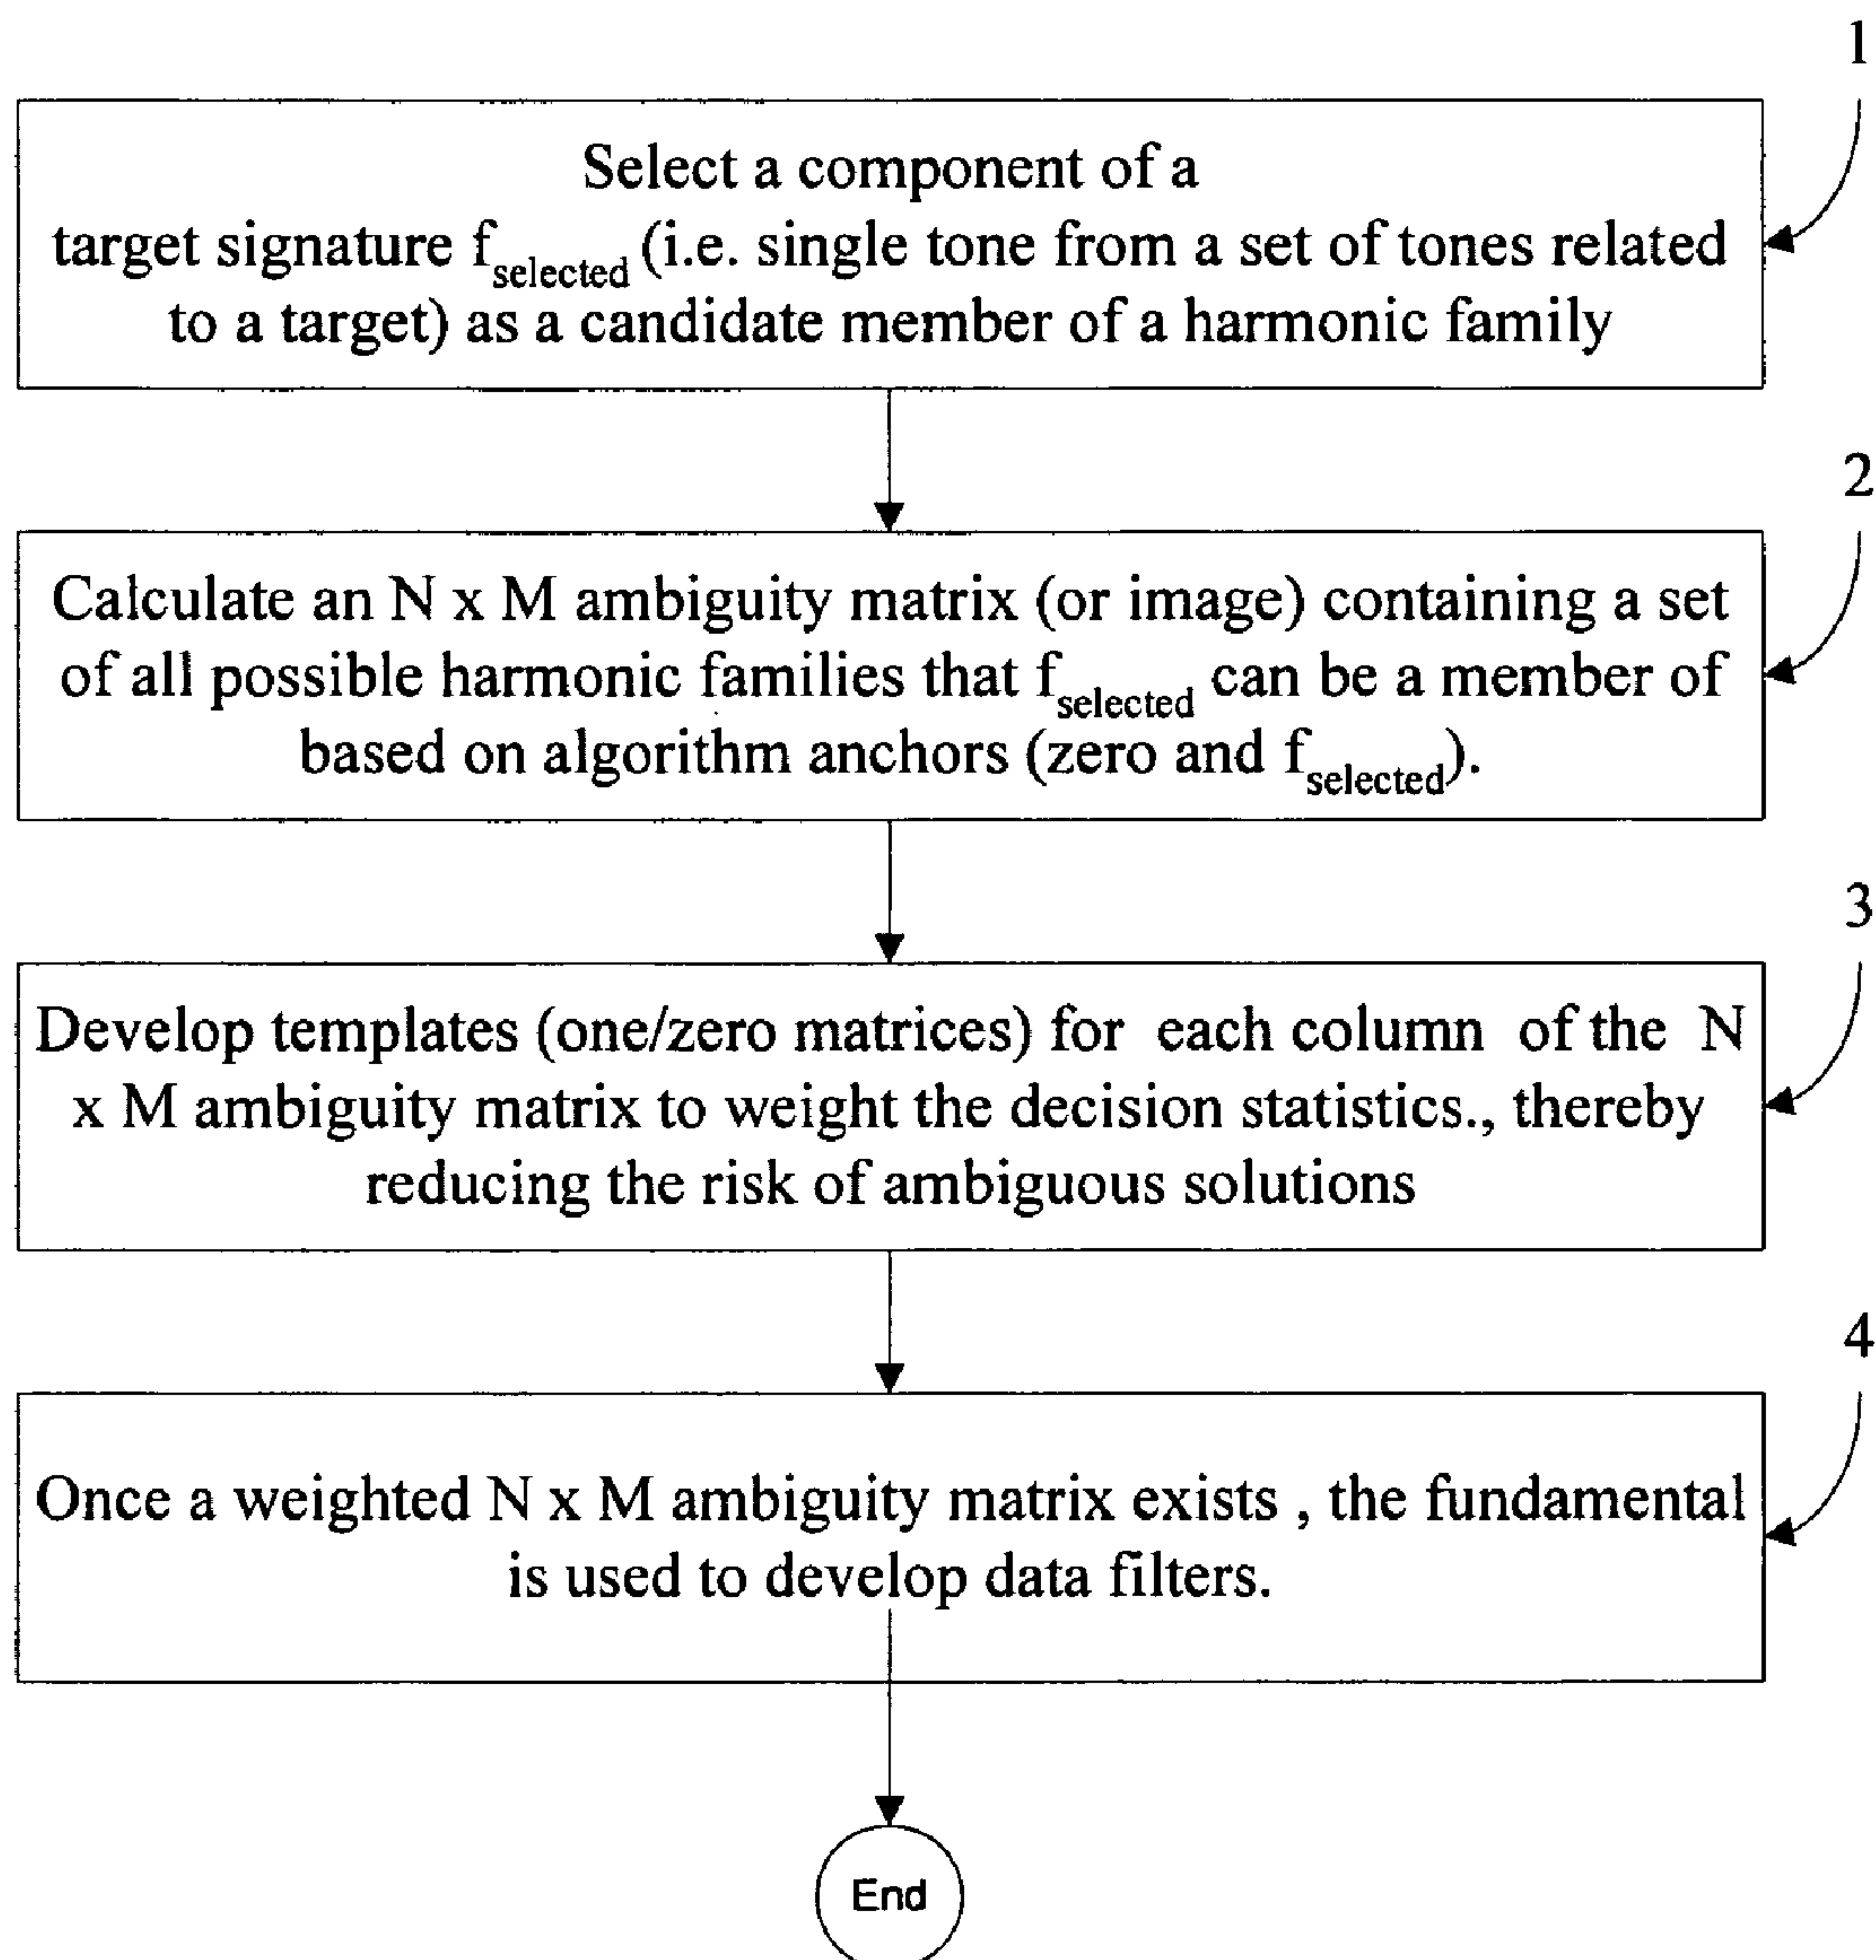 1
Select a component of a
target signature f_selected (i.e. single tone from a set of tones related
to a target) as a candidate member of a harmonic family
2
Calculate an N x M ambiguity matrix (or image) containing a set
of all possible harmonic families that f_selected can be a member of
based on algorithm anchors (zero and f_selected).
3
Develop templates (one/zero matrices) for each column of the N
x M ambiguity matrix to weight the decision statistics., thereby
reducing the risk of ambiguous solutions
4
Once a weighted N x M ambiguity matrix exists , the fundamental
is used to develop data filters.
End